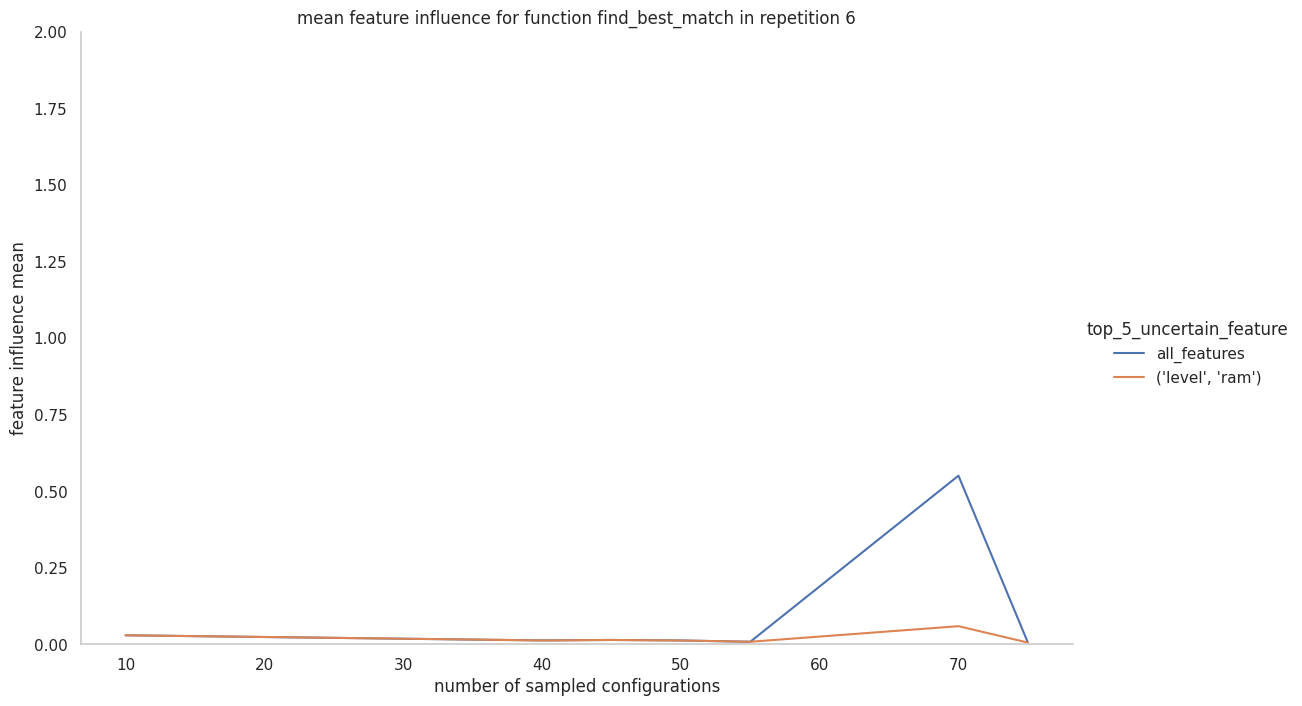 mean feature influence for function find_best_match in repetition 6
2.00
1.75
1.50
1.25
1.00
0.75
0.50
0.25
0.00
feature influence mean
10 20 30 40 50 60 70
number of sampled configurations
top_5_uncertain_feature
all_features
('level', 'ram')